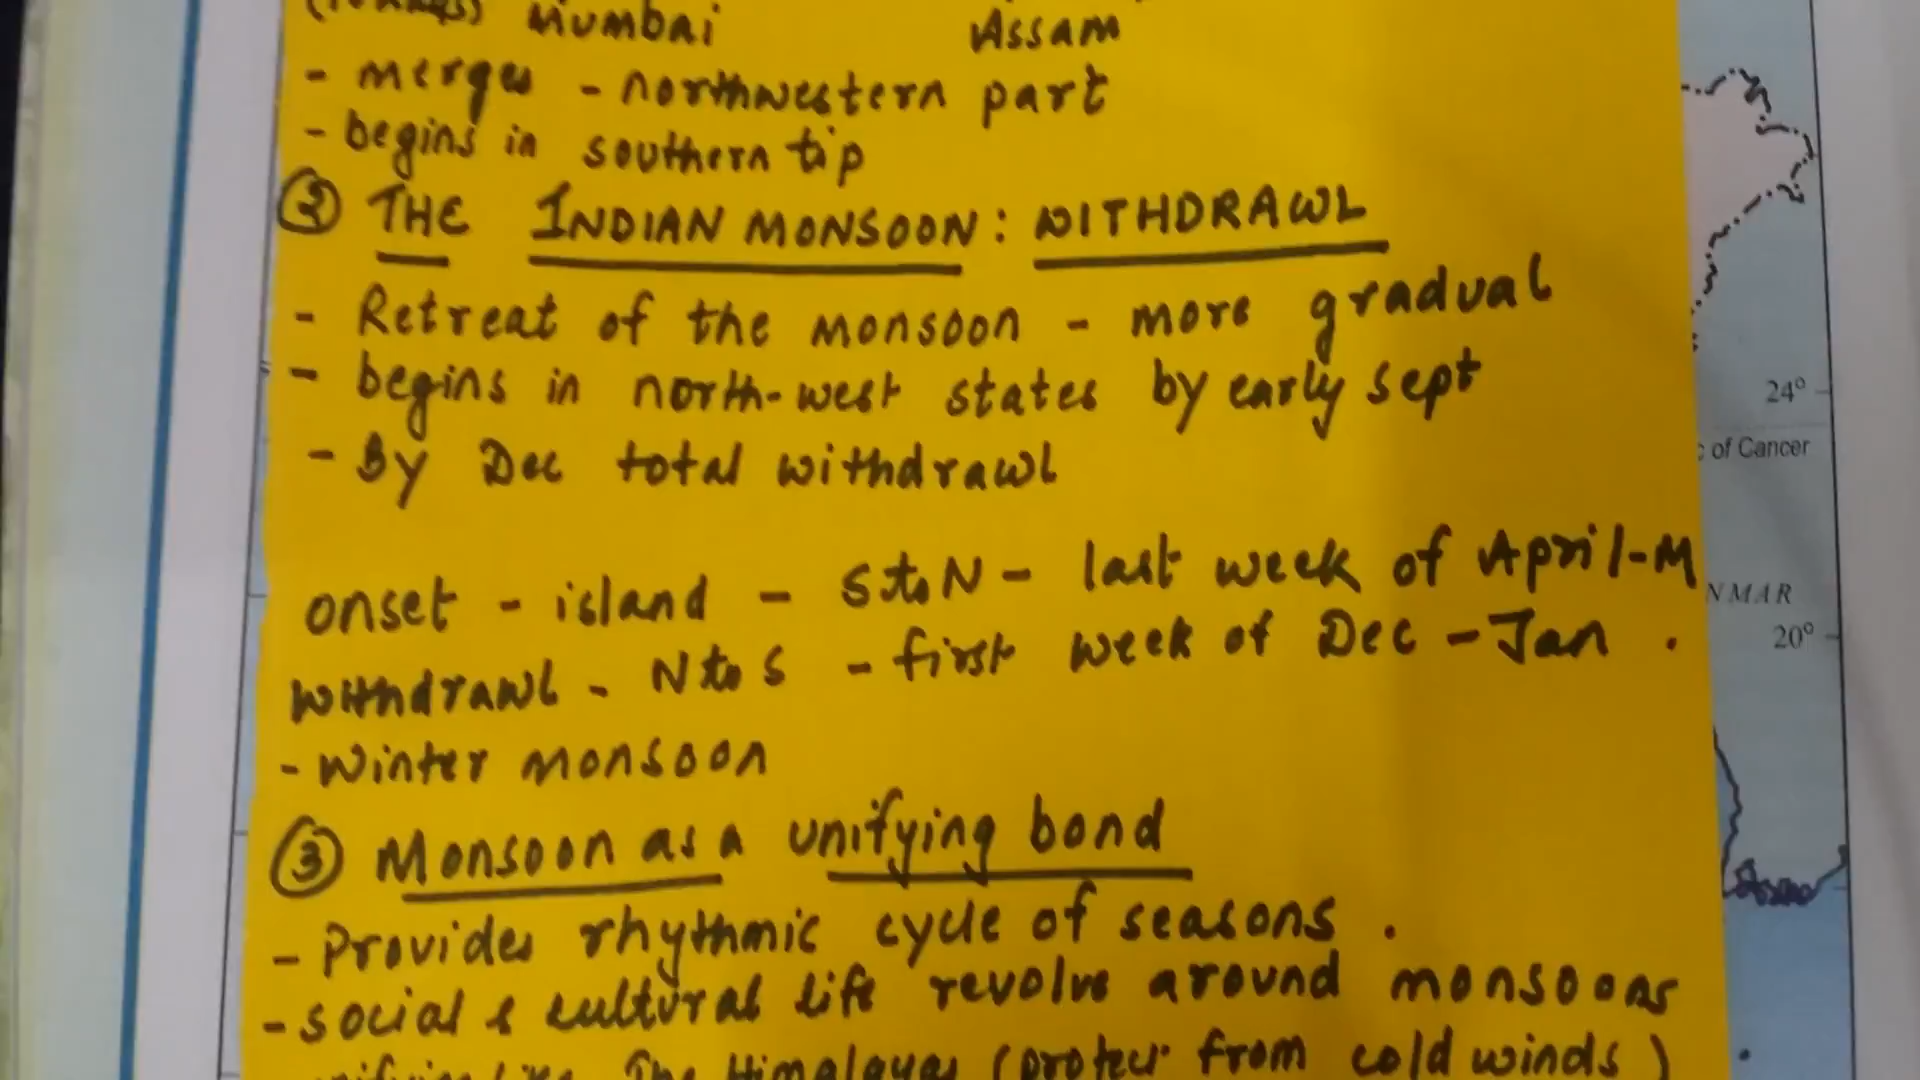 Mumbai Assam
- merges - northwestern part
- begins in southern tip
② THE INDIAN MONSOON: WITHDRAWL
- Retreat of the monsoon - more gradual
- begins in north-west states by early sept
- By Dec total withdrawl
onset - island - S to N - last week of April-M
withdrawl - N to S - first week of Dec - Jan.
- Winter monsoon
③ Monsoon as a unifying bond
- Provides rhythmic cycle of seasons.
- social & cultural life revolve around monsoons
The Himalayas (protect from cold winds)
24°
of Cancer
NMAR
20°